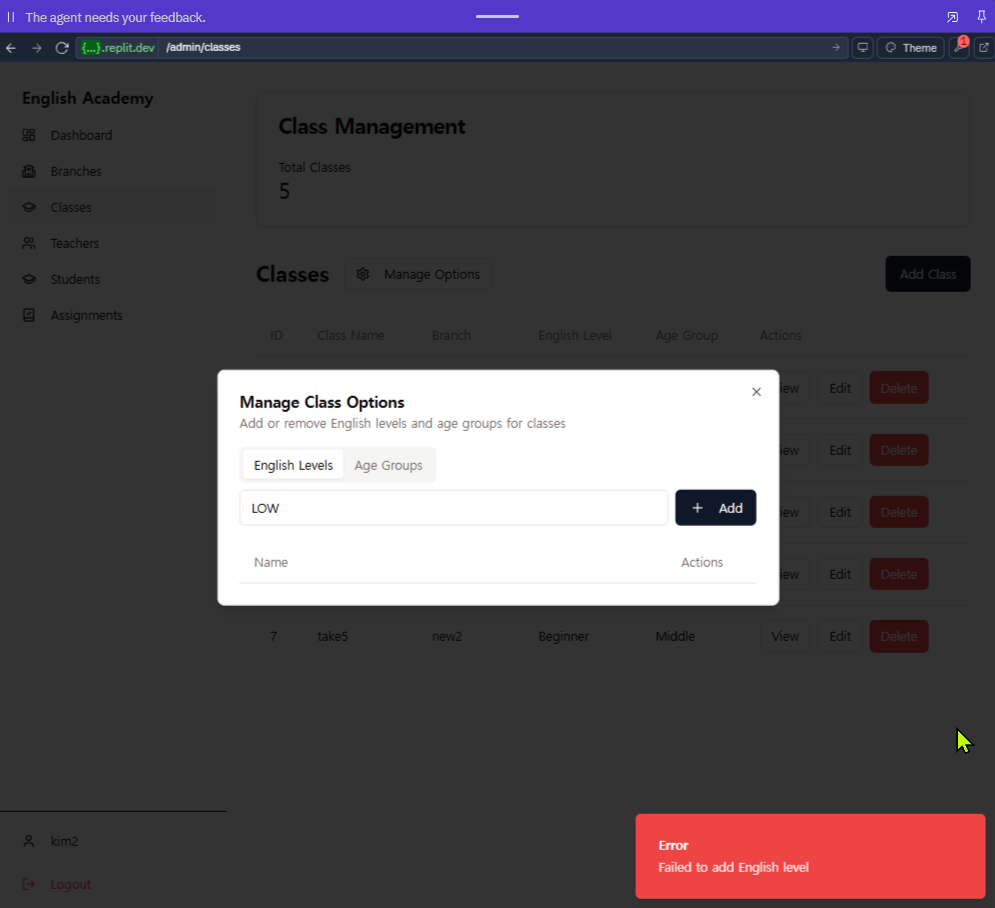 The agent needs your feedback.
{...}.replit.dev /admin/classes
Theme
1
English Academy
Dashboard
Branches
Classes
Teachers
Students
Assignments
Class Management
Total Classes
5
Classes Manage Options Add Class
ID Class Name Branch English Level Age Group Actions
iew Edit Delete
iew Edit Delete
iew Edit Delete
iew Edit Delete
7 take5 new2 Beginner Middle View Edit Delete
Manage Class Options
Add or remove English levels and age groups for classes
English Levels Age Groups
LOW + Add
Name Actions
kim2
Logout
Error
Failed to add English level